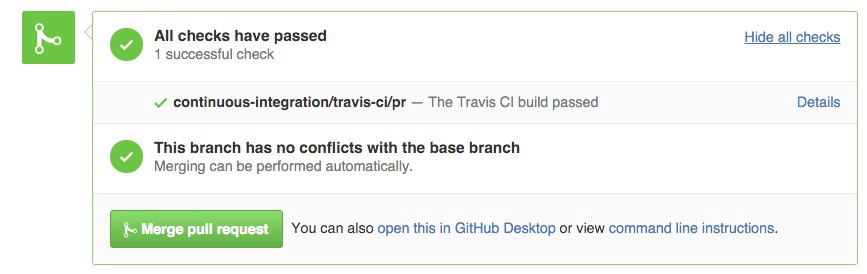 All checks have passed
Hide all checks
1 successful check
continuous-integration/travis-ci/pr — The Travis CI build passed
Details
This branch has no conflicts with the base branch
Merging can be performed automatically.
Merge pull request
You can also open this in GitHub Desktop or view command line instructions.